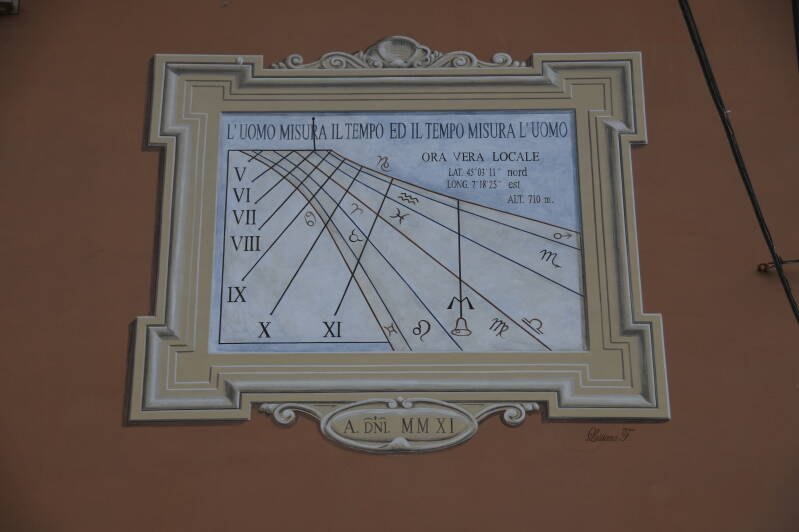 L'UOMO MISURA IL TEMPO ED IL TEMPO MISURA L'UOMO
ORA VERA LOCALE
LAT. 45°03'11" nord
LONG. 7°18'25" est
ALT. 710 m.
V
VI
VII
VIII
IX
X
XI
M
A. DNI. MMXI